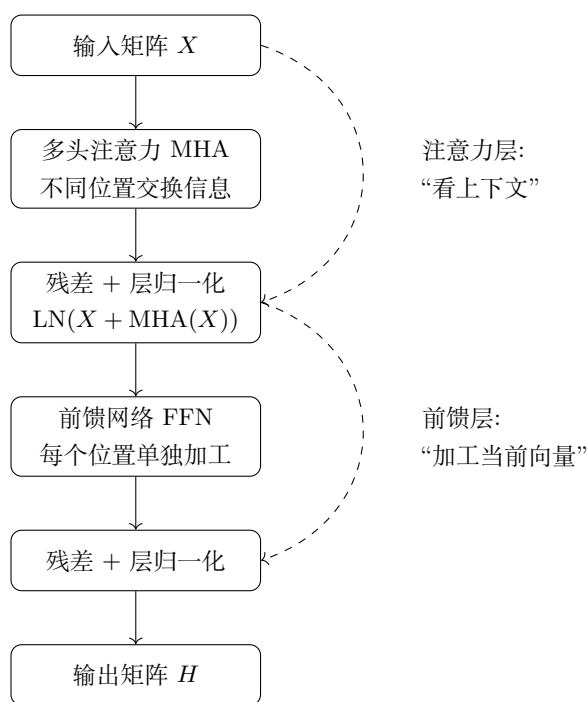 输入矩阵 X
多头注意力 MHA
不同位置交换信息
注意力层:
“看上下文”
残差 + 层归一化
LN(X + MHA(X))
前馈网络 FFN
每个位置单独加工
前馈层:
“加工当前向量”
残差 + 层归一化
输出矩阵 H